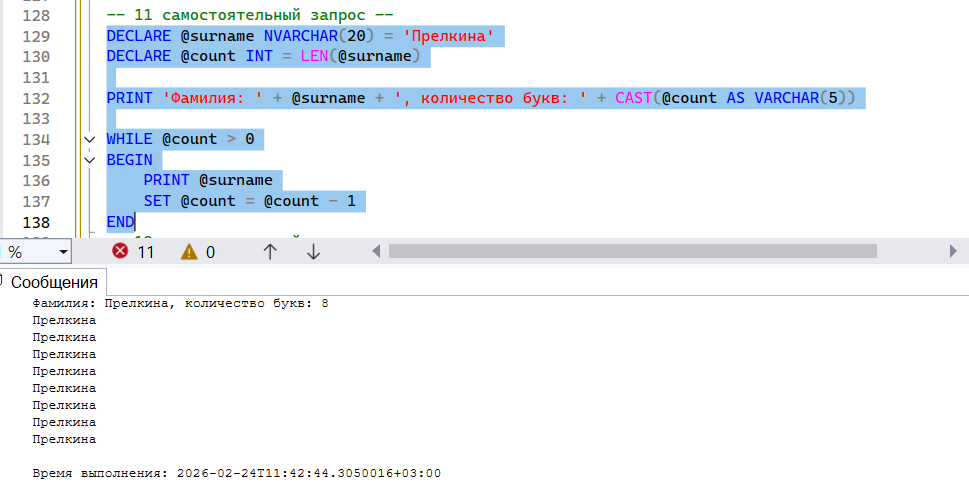 128 -- 11 самостоятельный запрос --
129 DECLARE @surname NVARCHAR(20) = 'Прелкина'
130 DECLARE @count INT = LEN(@surname)
131
132 PRINT 'Фамилия: ' + @surname + ', количество букв: ' + CAST(@count AS VARCHAR(5))
133
134 WHILE @count > 0
135 BEGIN
136 PRINT @surname
137 SET @count = @count - 1
138 END
% 11 0
Сообщения
Фамилия: Прелкина, количество букв: 8
Прелкина
Прелкина
Прелкина
Прелкина
Прелкина
Прелкина
Прелкина
Прелкина
Время выполнения: 2026-02-24T11:42:44.3050016+03:00